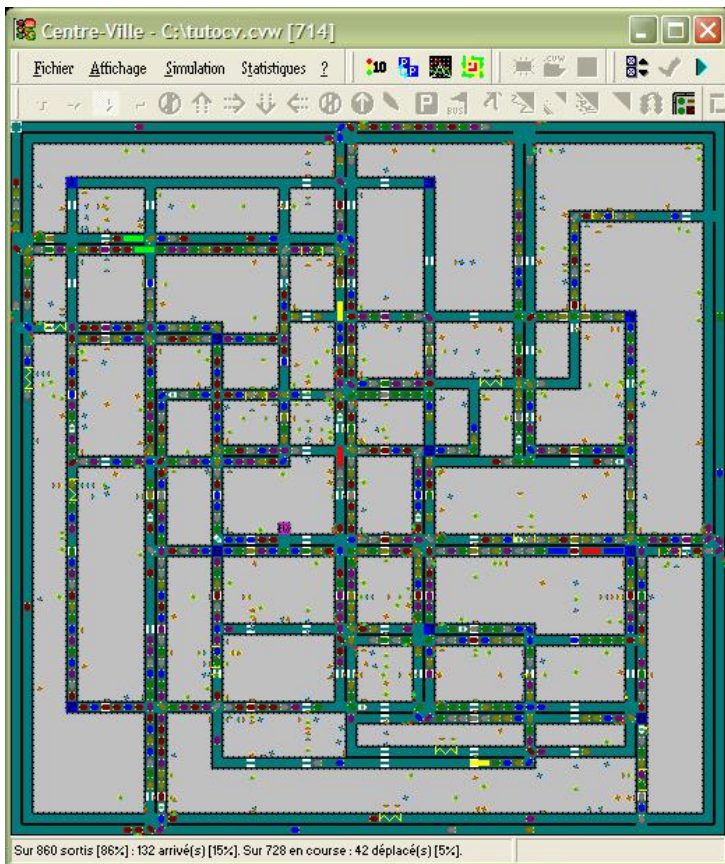 Centre-Ville - C:\tutocv.cvw [714]
Fichier Affichage Simulation Statistiques ?
Sur 860 sortis [86%] : 132 arrivé(s) [15%]. Sur 728 en course : 42 déplacé(s) [5%].